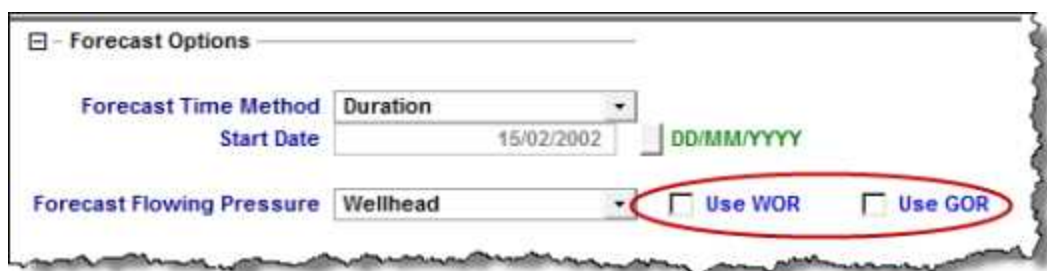 Forecast Options
Forecast Time Method Duration
Start Date 15/02/2002 DD/MM/YYYY
Forecast Flowing Pressure Wellhead Use WOR Use GOR